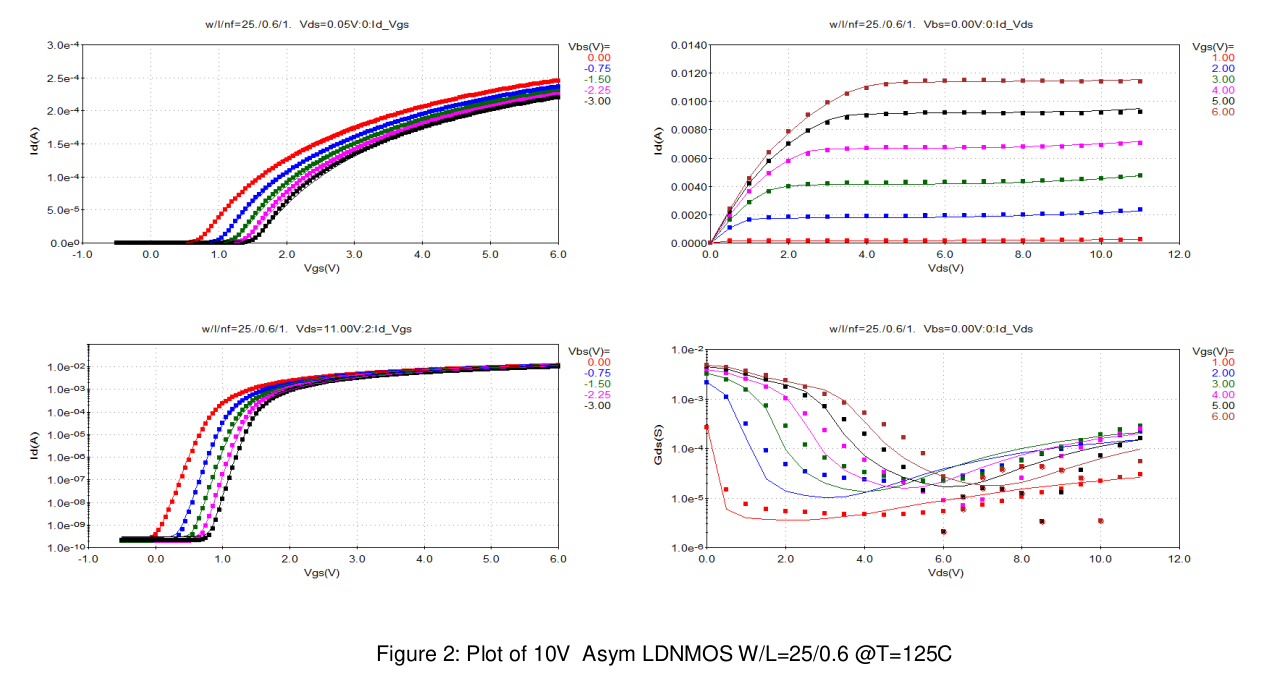 w/l/nf=25./0.6/1. Vds=0.05V:0:Id_Vgs
3.0e-4
2.5e-4
2.0e-4
1.5e-4
1.0e-4
5.0e-5
0.0e0
Id(A)
-1.0 0.0 1.0 2.0 3.0 4.0 5.0 6.0
Vgs(V)
Vbs(V)=
0.00
-0.75
-1.50
-2.25
-3.00
w/l/nf=25./0.6/1. Vbs=0.00V:0:Id_Vds
0.0140
0.0120
0.0100
0.0080
0.0060
0.0040
0.0020
0.0000
Id(A)
0.0 2.0 4.0 6.0 8.0 10.0 12.0
Vds(V)
Vgs(V)=
1.00
2.00
3.00
4.00
5.00
6.00
w/l/nf=25./0.6/1. Vds=11.00V:2:Id_Vgs
1.0e-02
1.0e-03
1.0e-04
1.0e-05
1.0e-06
1.0e-07
1.0e-08
1.0e-09
1.0e-10
Id(A)
-1.0 0.0 1.0 2.0 3.0 4.0 5.0 6.0
Vgs(V)
Vbs(V)=
0.00
-0.75
-1.50
-2.25
-3.00
w/l/nf=25./0.6/1. Vbs=0.00V:0:Id_Vds
1.0e-2
1.0e-3
1.0e-4
1.0e-5
1.0e-6
Gds(S)
0.0 2.0 4.0 6.0 8.0 10.0 12.0
Vds(V)
Vgs(V)=
1.00
2.00
3.00
4.00
5.00
6.00
Figure 2: Plot of 10V Asym LDNMOS W/L=25/0.6 @T=125C